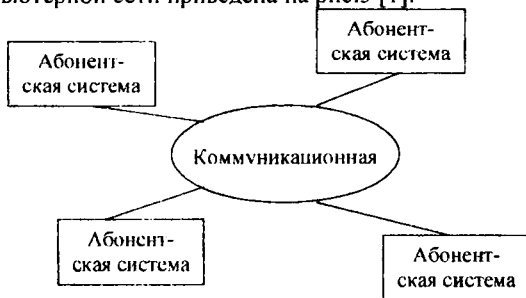 ьютерной сети приведена на рис.3 [1].
Абонент-
ская система
Абонент-
ская система
Коммуникационная
Абонент-
ская система
Абонент-
ская система